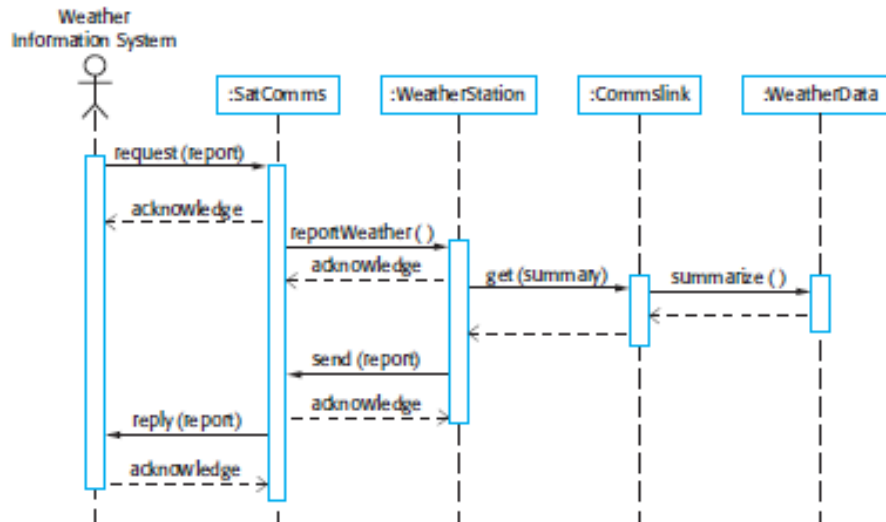 Weather
Information System
:SatComms
:WeatherStation
:Commslink
:WeatherData
request (report)
acknowledge
reportWeather ( )
acknowledge
get (summary)
summarize ( )
send (report)
acknowledge
reply (report)
acknowledge